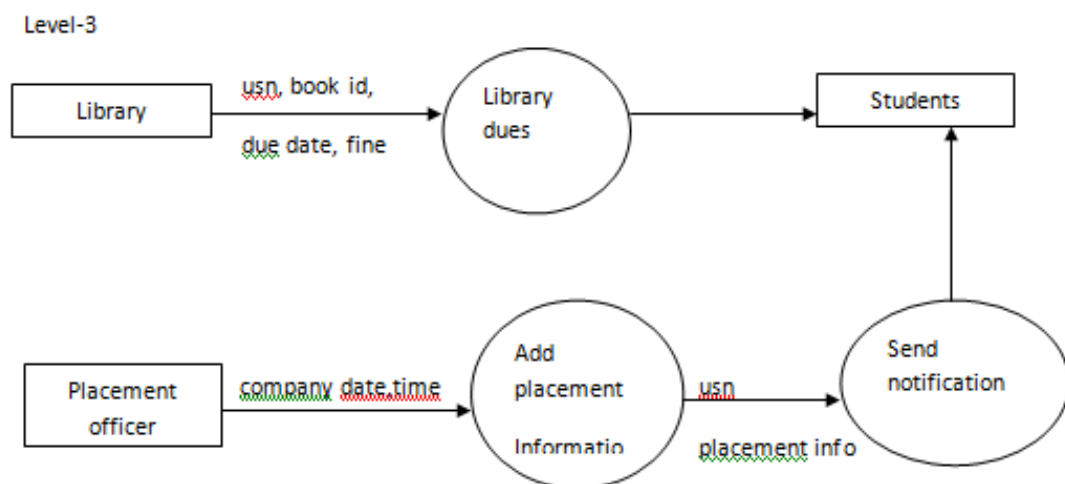 Level-3
Library
usn, book id,
due date, fine
Library
dues
Students
Placement
officer
company date,time
Add
placement
Informatio
usn
placement info
Send
notification